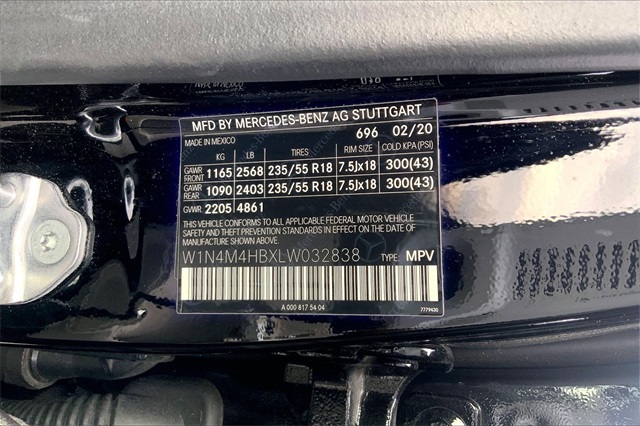 MFD BY MERCEDES-BENZ AG STUTTGART
MADE IN MEXICO 696 02/20
KG LB TIRES RIM SIZE COLD KPA (PSI)
GAWR FRONT 1165 2568 235/55 R18 7.5Jx18 300(43)
GAWR REAR 1090 2403 235/55 R18 7.5Jx18 300(43)
GVWR 2205 4861
THIS VEHICLE CONFORMS TO ALL APPLICABLE FEDERAL MOTOR VEHICLE
SAFETY AND THEFT PREVENTION STANDARDS IN EFFECT
ON THE DATE OF MANUFACTURE SHOWN ABOVE.
W1N4M4HBXLW032838 TYPE: MPV
A 000 817 54 04
7779430